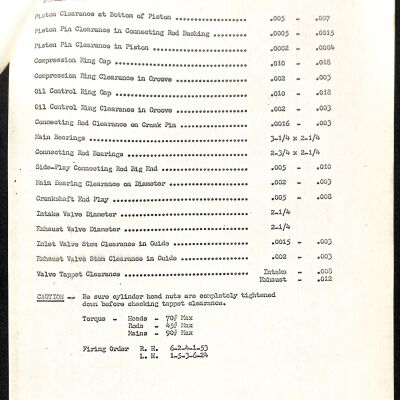 Piston Clearance at Bottom of Piston .005 - .007
Piston Pin Clearance in Connecting Rod Bushing .0005 - .0015
Piston Pin Clearance in Piston .0002 - .0004
Compression Ring Gap .010 - .018
Compression Ring Clearance in Groove .002 - .003
Oil Control Ring Gap .010 - .018
Oil Control Ring Clearance in Groove .002 - .003
Connecting Rod Clearance on Crank Pin .0016 - .003
Main Bearings 3-1/4 x 2-1/4
Connecting Rod Bearings 2-3/4 x 2-1/4
Side-Play Connecting Rod Big End .005 - .010
Main Bearing Clearance on Diameter .002 - .003
Crankshaft End Play .005 - .008
Intake Valve Diameter 2-1/4
Exhaust Valve Diameter 2-1/4
Inlet Valve Stem Clearance in Guide .0015 - .003
Exhaust Valve Stem Clearance in Guide .002 - .003
Valve Tappet Clearance Intake - .008
Exhaust - .012
CAUTION -- Be sure cylinder head nuts are completely tightened
down before checking tappet clearance.
Torque - Heads - 70# Max
Rods - 45# Max
Mains - 90# Max
Firing Order R. H. 6-2-4-1-53
L. H. 1-5-3-6-24